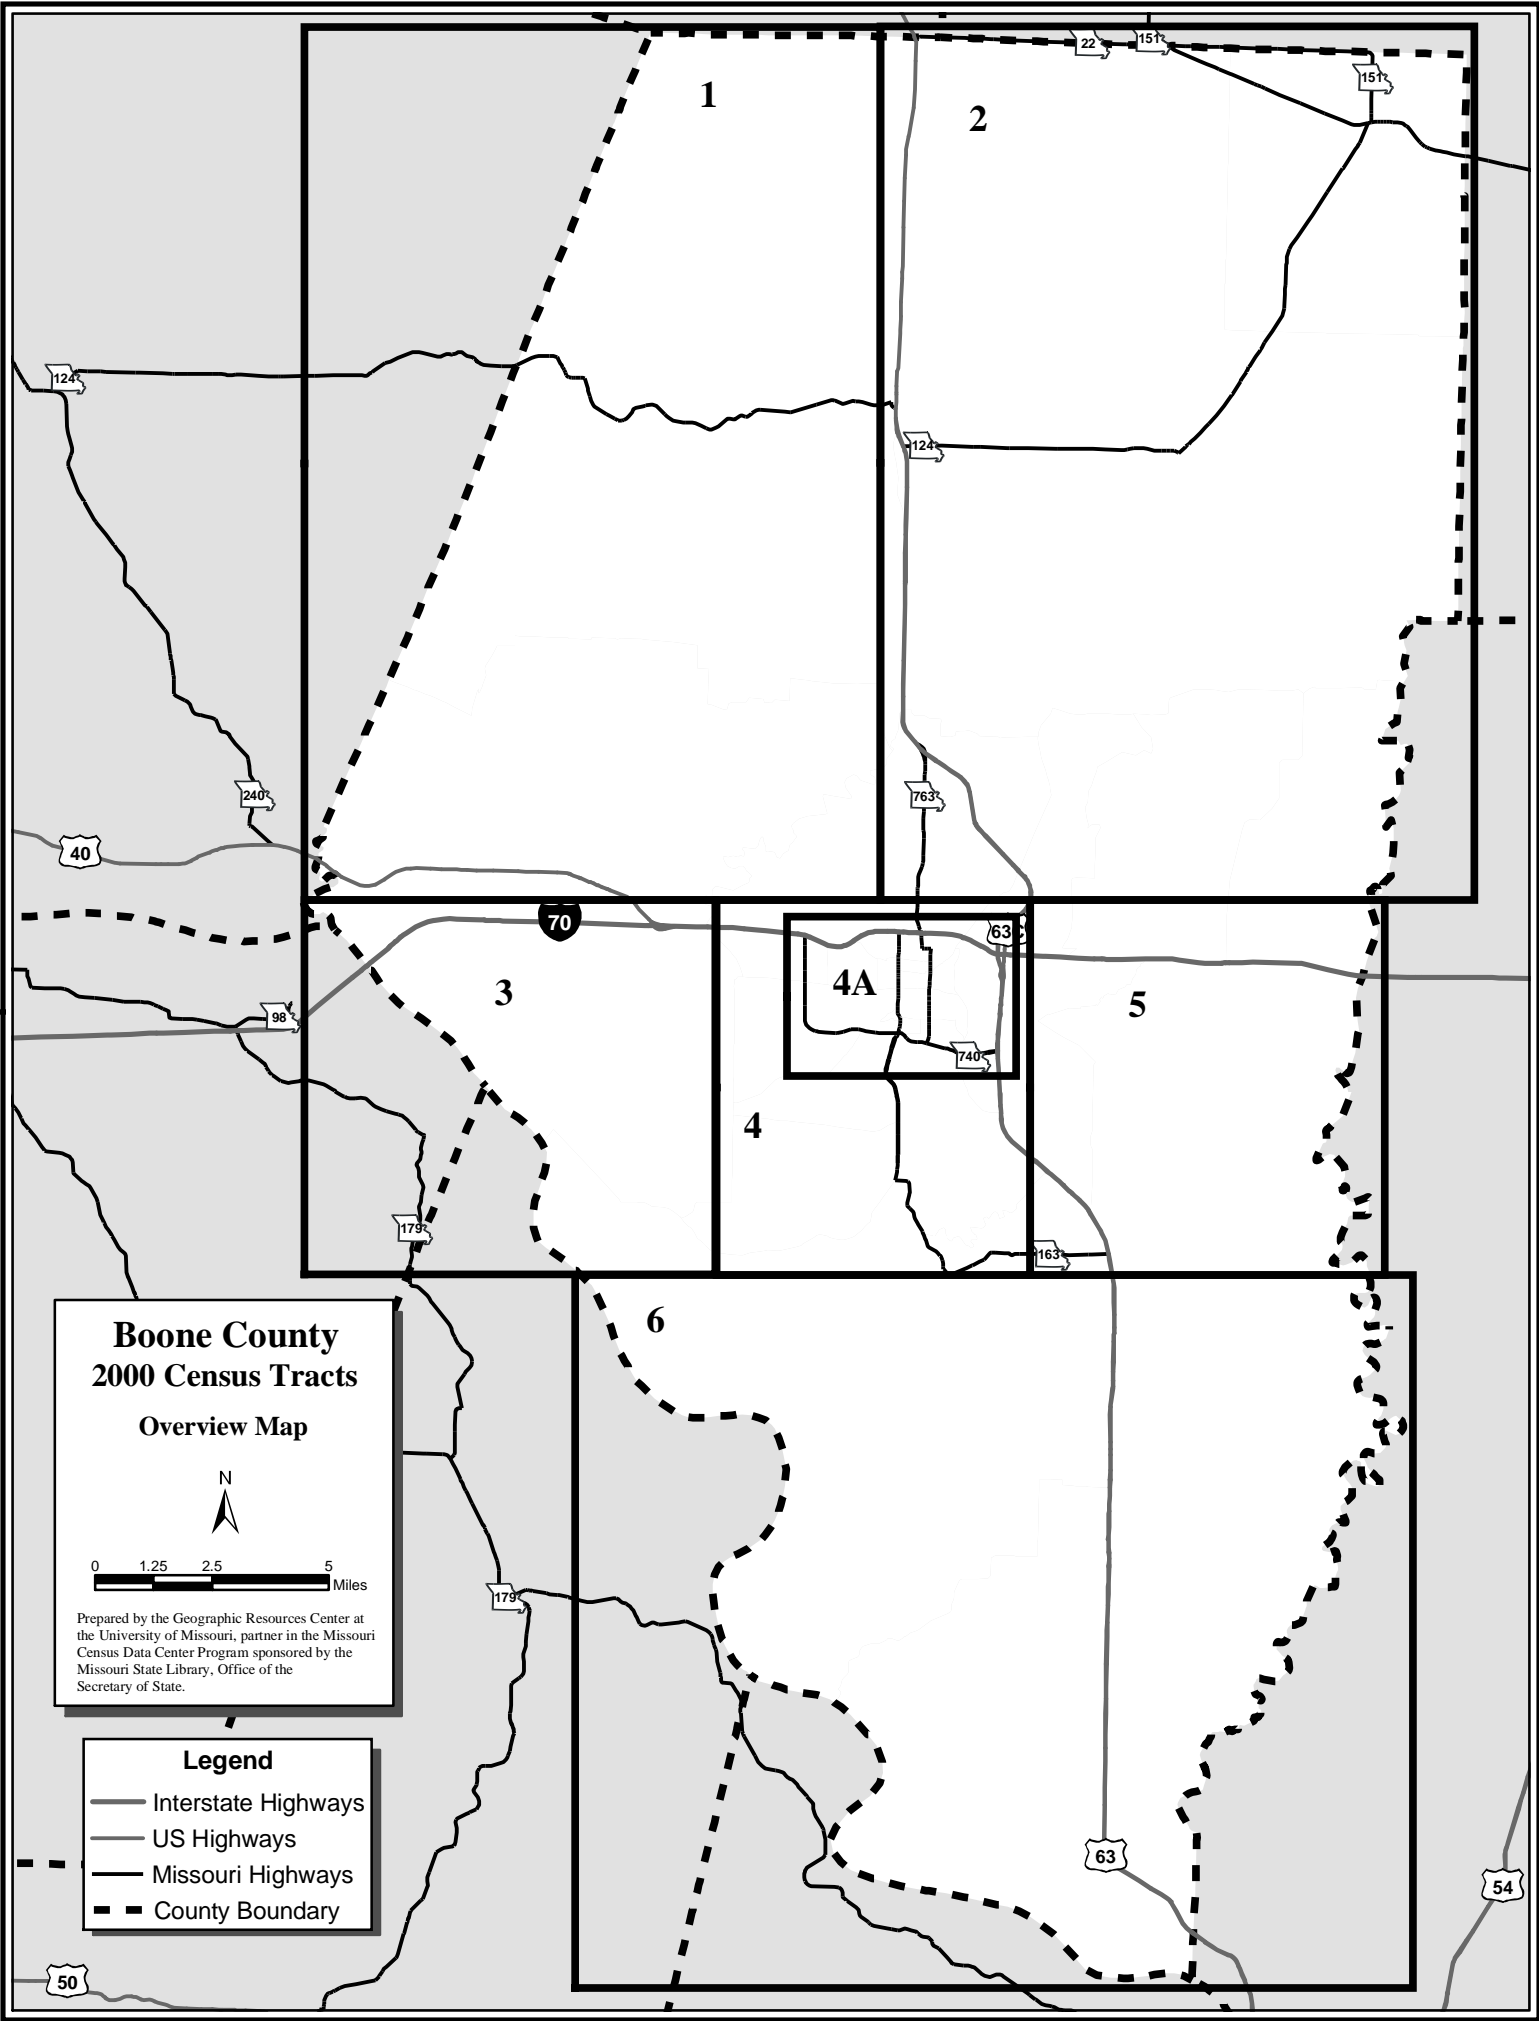 22
151
151
1
2
124
124
763
240
40
70
63
C
3
4A
5
98
740
4
179
163
6
Boone County
2000 Census Tracts
Overview Map
N
0 1.25 2.5 5
Miles
179
Prepared by the Geographic Resources Center at
the University of Missouri, partner in the Missouri
Census Data Center Program sponsored by the
Missouri State Library, Office of the
Secretary of State.
Legend
Interstate Highways
US Highways
Missouri Highways
County Boundary
63
54
50